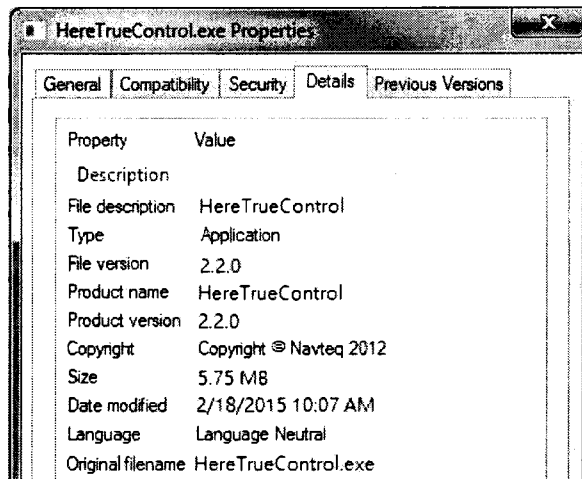 HereTrueControl.exe Properties
General Compatibility Security Details Previous Versions
Property Value
Description
File description HereTrueControl
Type Application
File version 2.2.0
Product name HereTrueControl
Product version 2.2.0
Copyright Copyright © Navteq 2012
Size 5.75 MB
Date modified 2/18/2015 10:07 AM
Language Language Neutral
Original filename HereTrueControl.exe